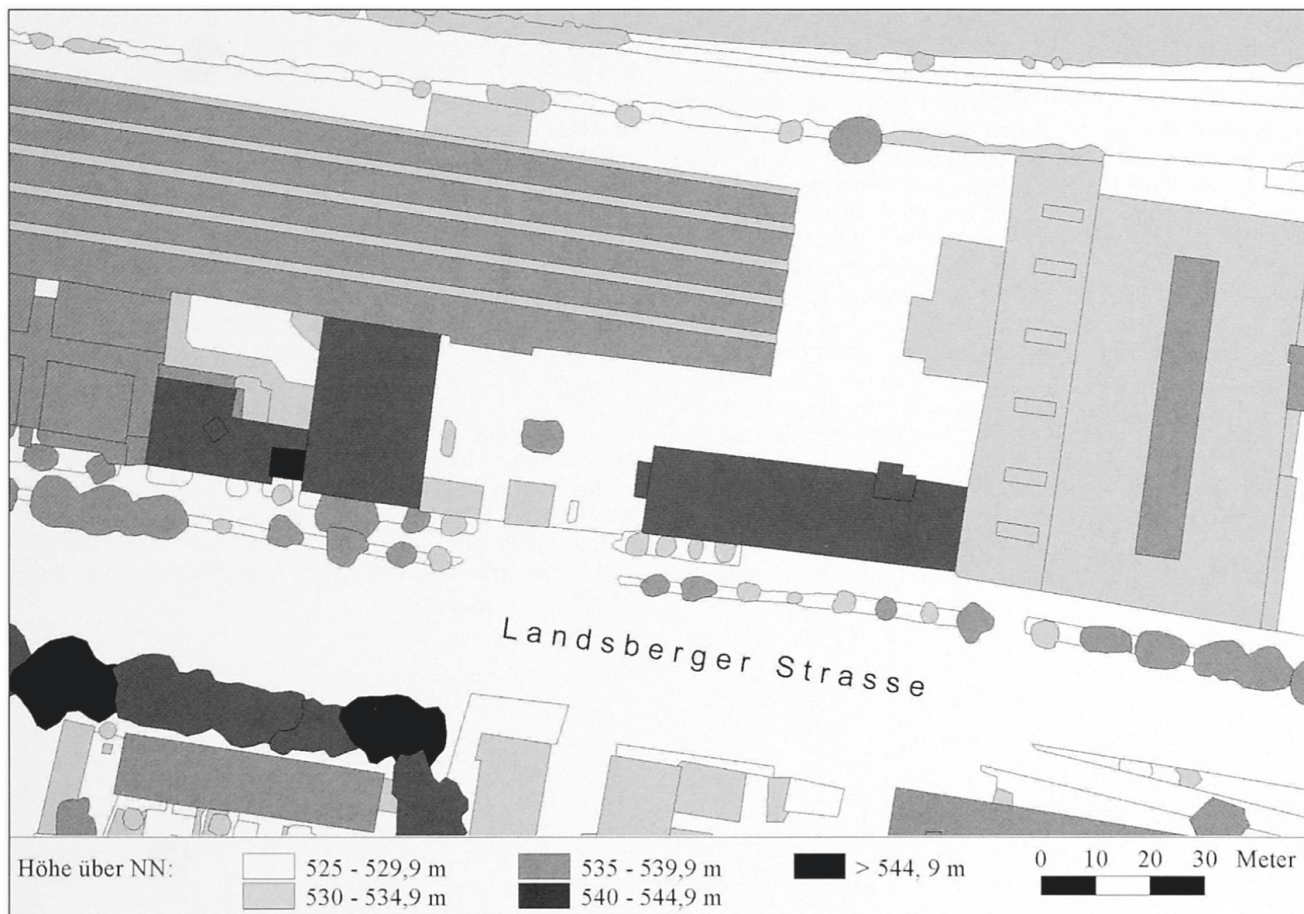 Landsberger Strasse
Höhe über NN: 525 - 529,9 m 535 - 539,9 m > 544, 9 m 0 10 20 30 Meter
530 - 534,9 m 540 - 544,9 m